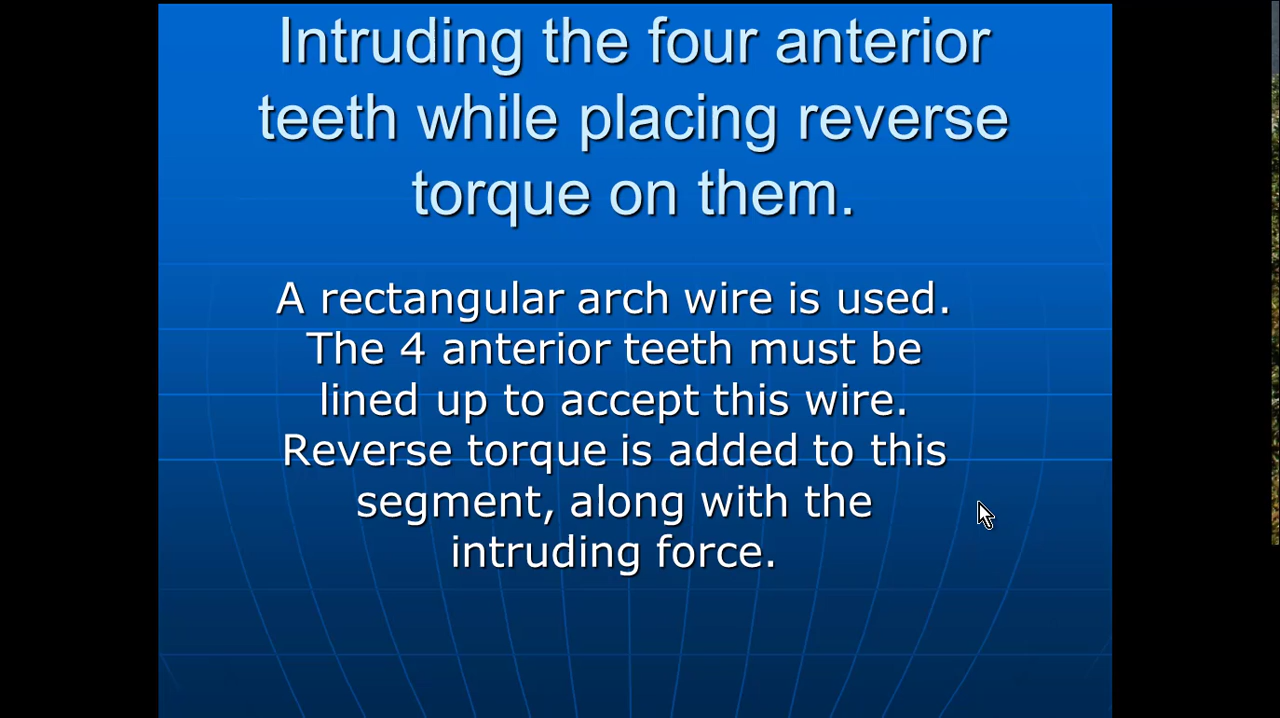 Intruding the four anterior
teeth while placing reverse
torque on them.
A rectangular arch wire is used.
The 4 anterior teeth must be
lined up to accept this wire.
Reverse torque is added to this
segment, along with the
intruding force.